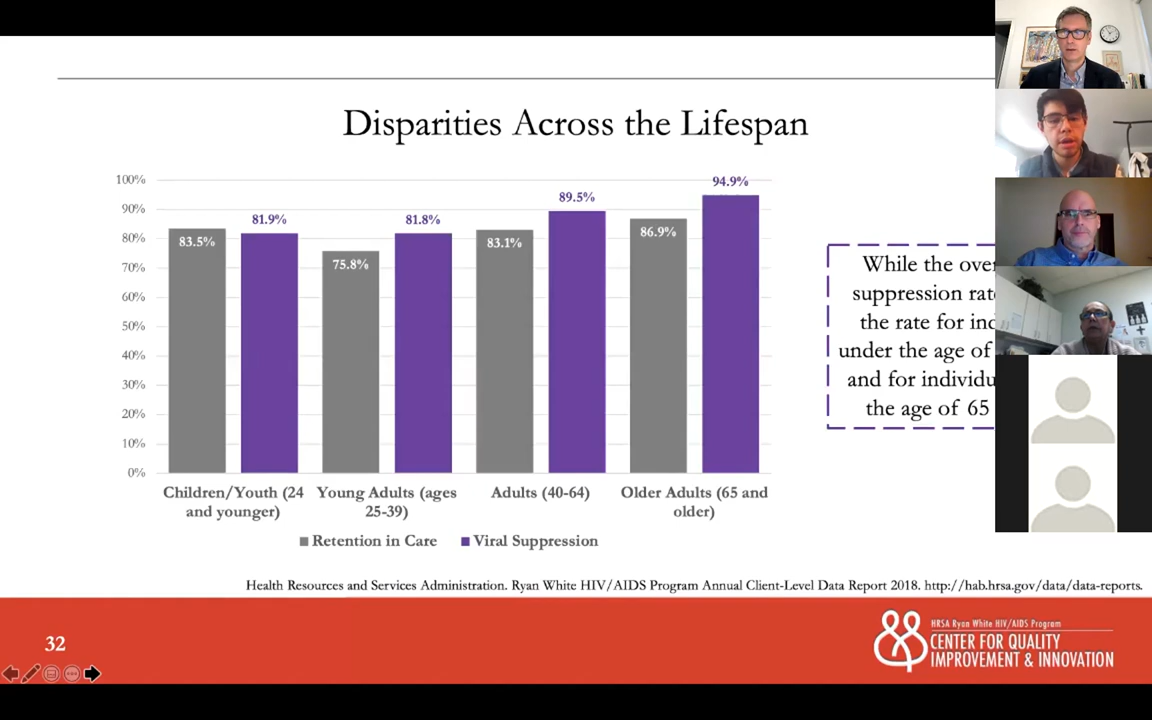 Disparities Across the Lifespan
100%
90%
80%
70%
60%
50%
40%
30%
20%
10%
0%
83.5%
81.9%
75.8%
81.8%
83.1%
89.5%
86.9%
94.9%
Children/Youth (24
and younger)
Young Adults (ages
25-39)
Adults (40-64)
Older Adults (65 and
older)
Retention in Care
Viral Suppression
While the over
suppression rate
the rate for ind
under the age of
and for individu
the age of 65
Health Resources and Services Administration. Ryan White HIV/AIDS Program Annual Client-Level Data Report 2018. http://hab.hrsa.gov/data/data-reports.
32
HRSA Ryan White HIV/AIDS Program
CENTER FOR QUALITY
IMPROVEMENT & INNOVATION